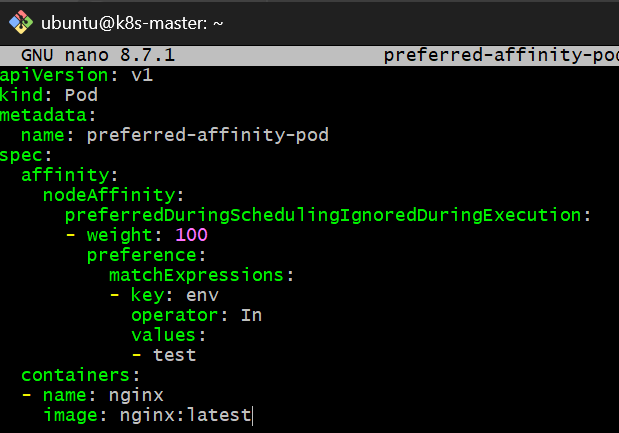 ubuntu@k8s-master: ~
GNU nano 8.7.1 preferred-affinity-pod
apiVersion: v1
kind: Pod
metadata:
  name: preferred-affinity-pod
spec:
  affinity:
    nodeAffinity:
      preferredDuringSchedulingIgnoredDuringExecution:
      - weight: 100
        preference:
          matchExpressions:
          - key: env
            operator: In
            values:
            - test
  containers:
  - name: nginx
    image: nginx:latest